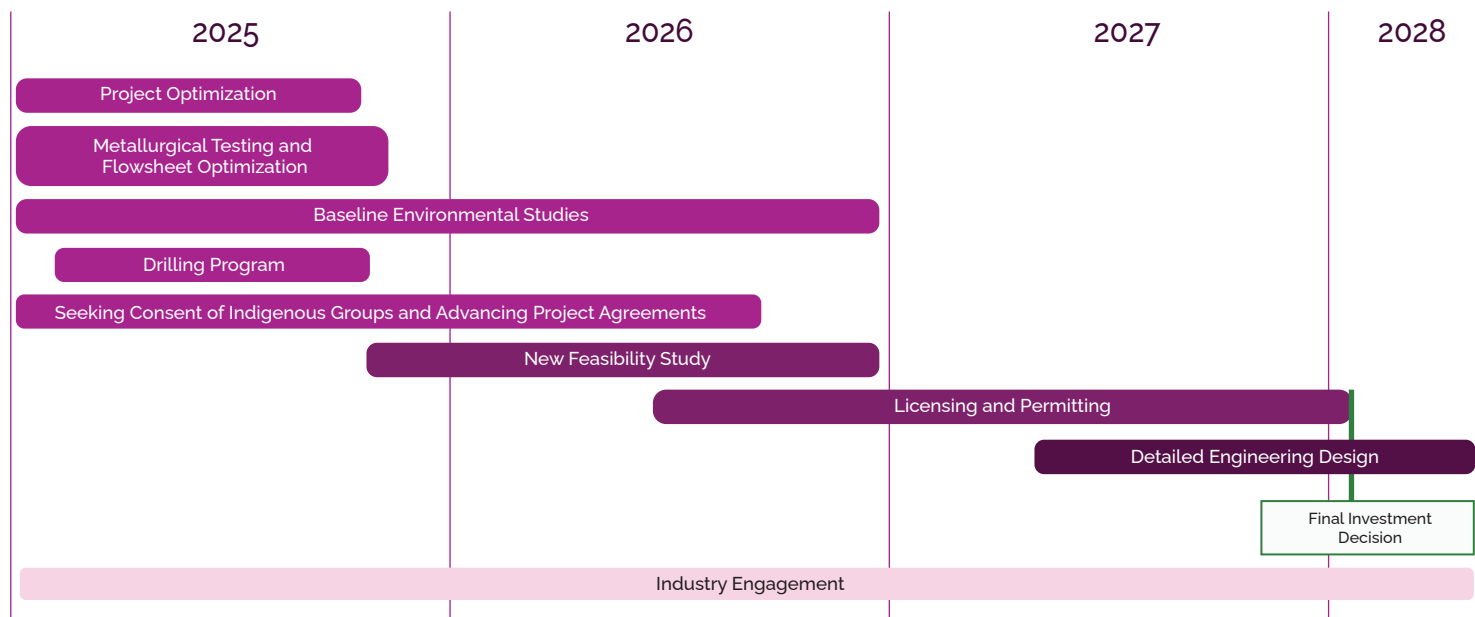 2025
2026
2027
2028
Project Optimization
Metallurgical Testing and
Flowsheet Optimization
Baseline Environmental Studies
Drilling Program
Seeking Consent of Indigenous Groups and Advancing Project Agreements
New Feasibility Study
Licensing and Permitting
Detailed Engineering Design
Final Investment
Decision
Industry Engagement